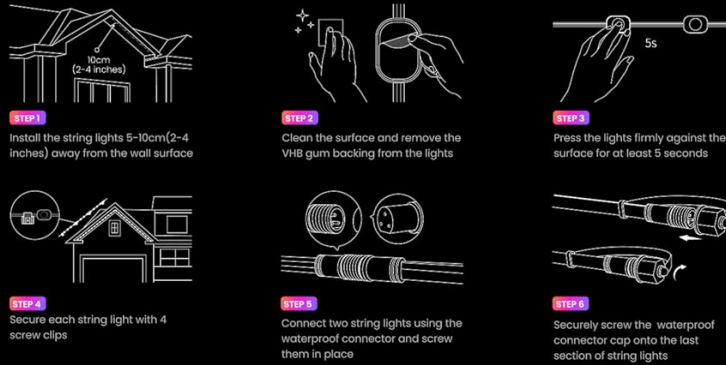 10cm
(2-4 inches)
5s
STEP 1
Install the string lights 5-10cm(2-4
inches) away from the wall surface
STEP 2
Clean the surface and remove the
VHB gum backing from the lights
STEP 3
Press the lights firmly against the
surface for at least 5 seconds
STEP 4
Secure each string light with 4
screw clips
STEP 5
Connect two string lights using the
waterproof connector and screw
them in place
STEP 6
Securely screw the waterproof
connector cap onto the last
section of string lights